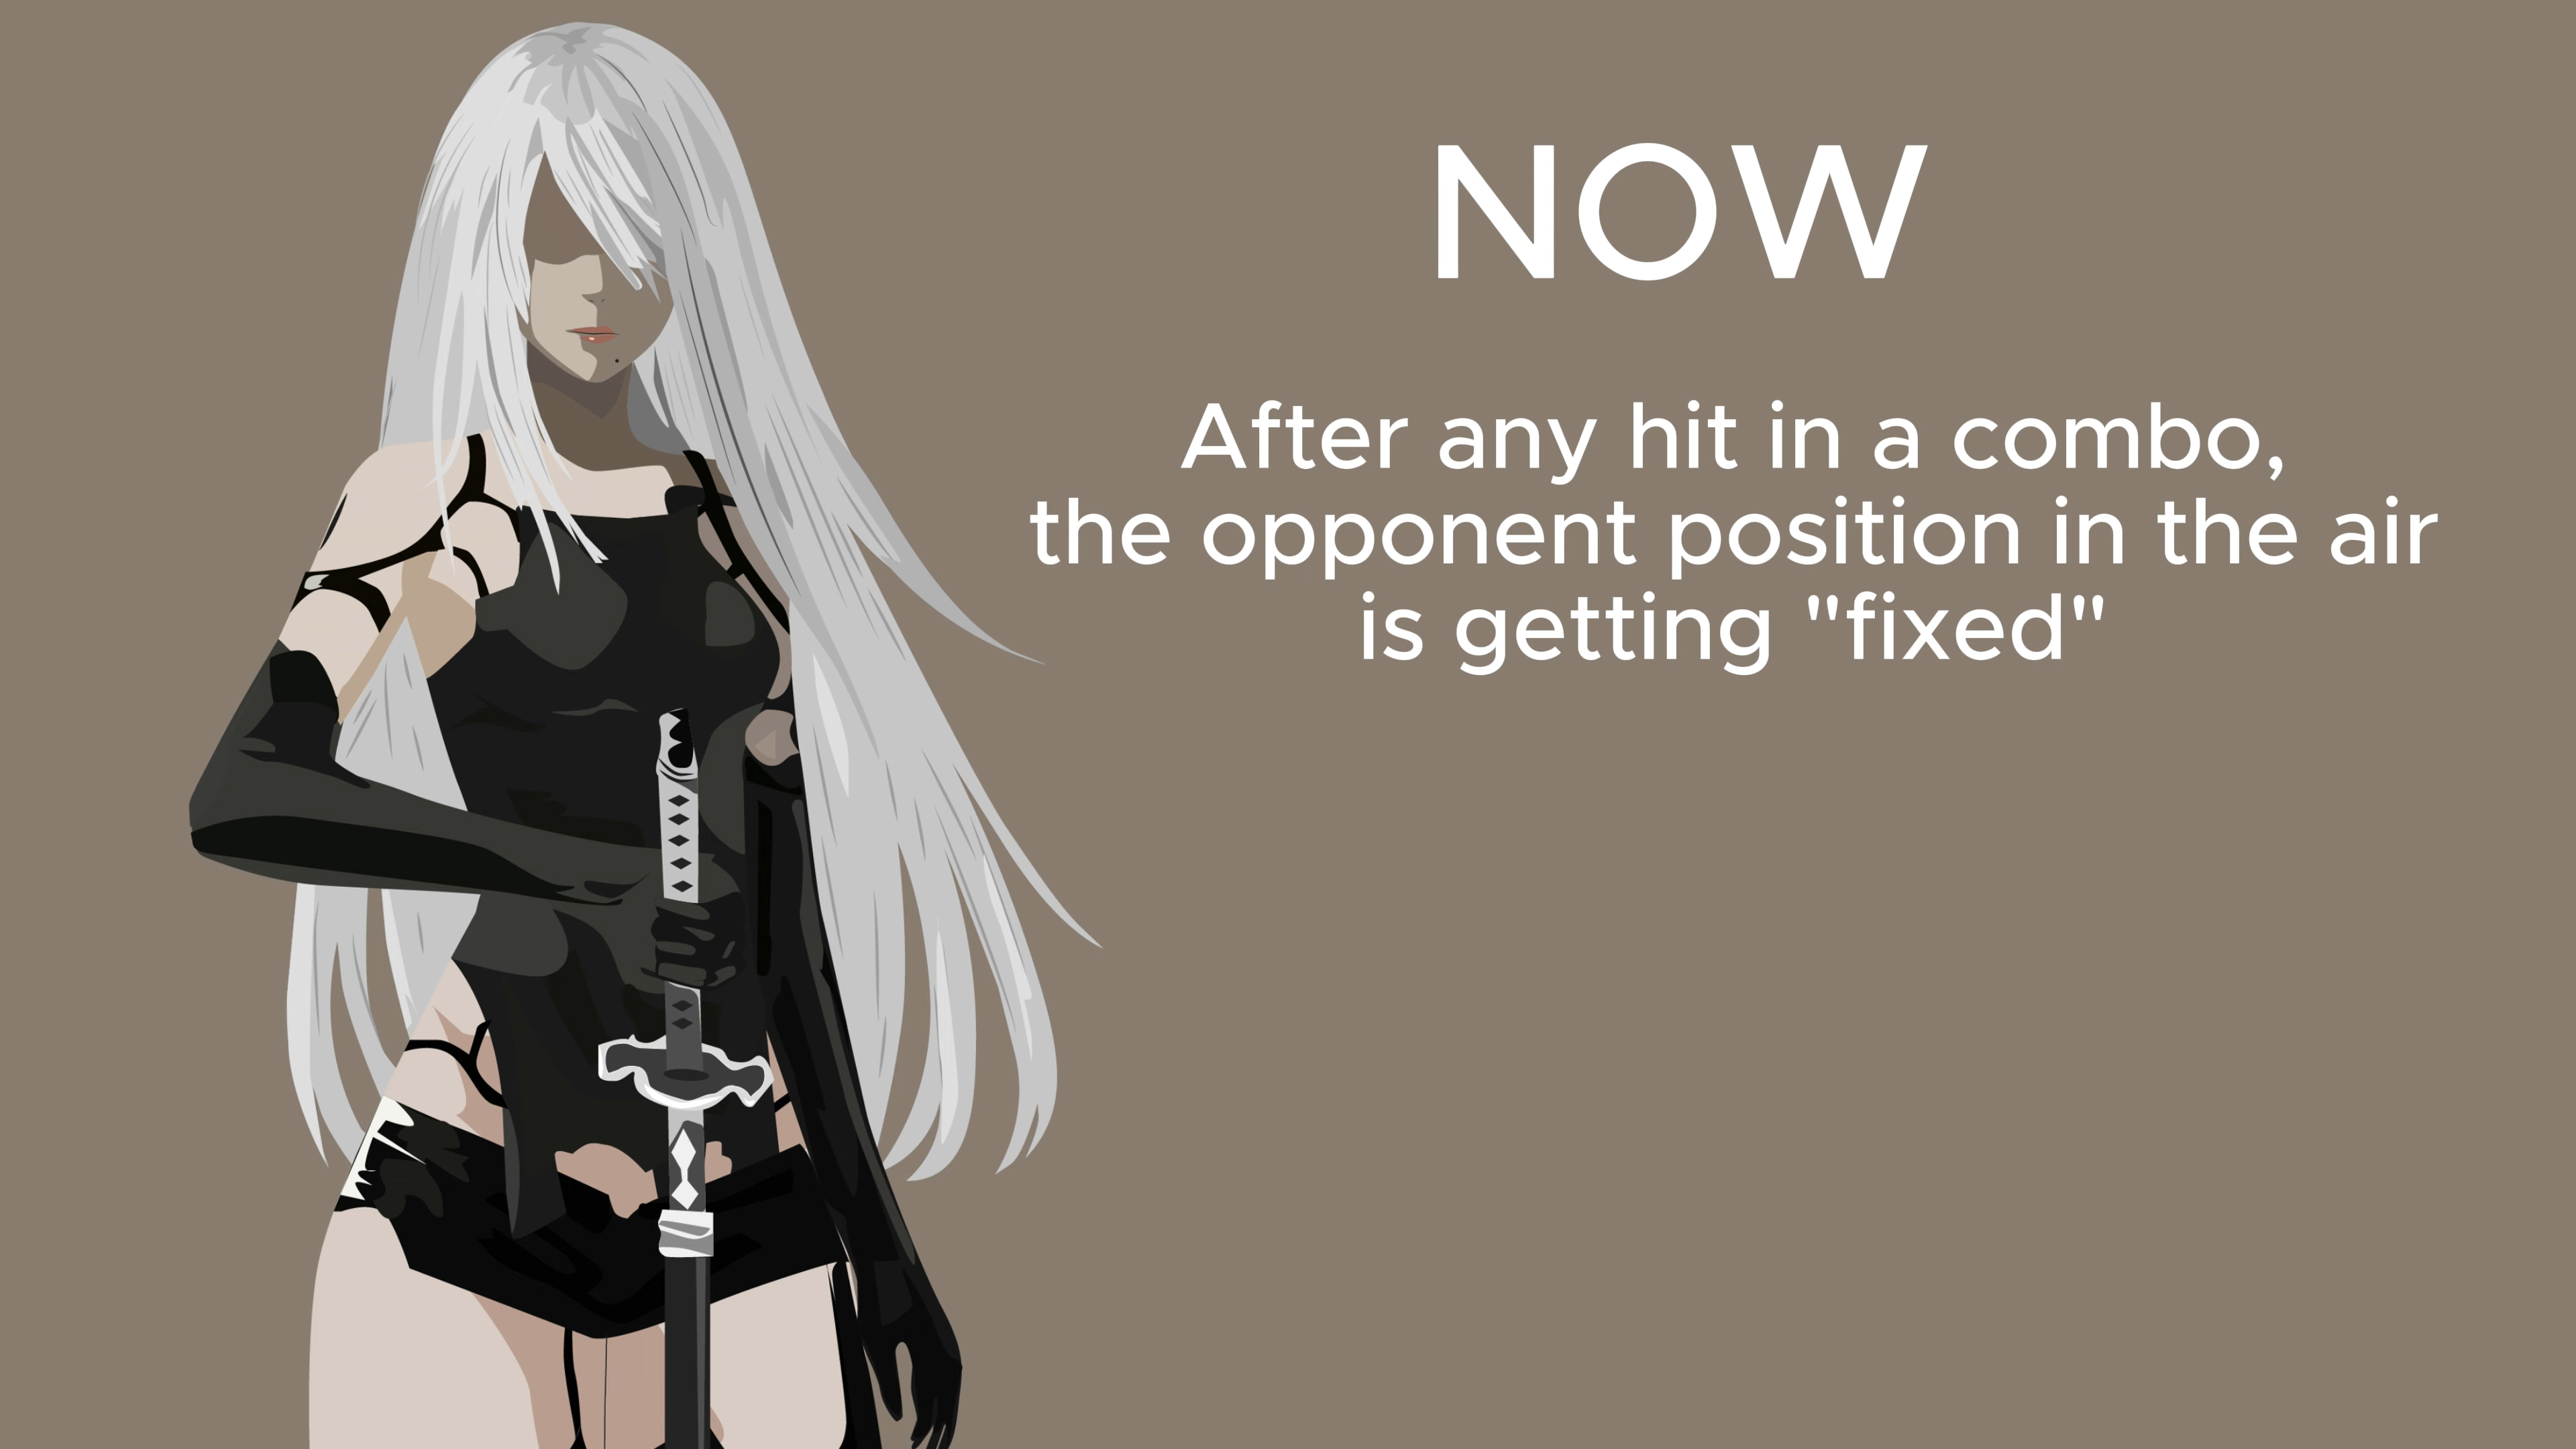 NOW
After any hit in a combo,
the opponent position in the air
is getting "fixed"